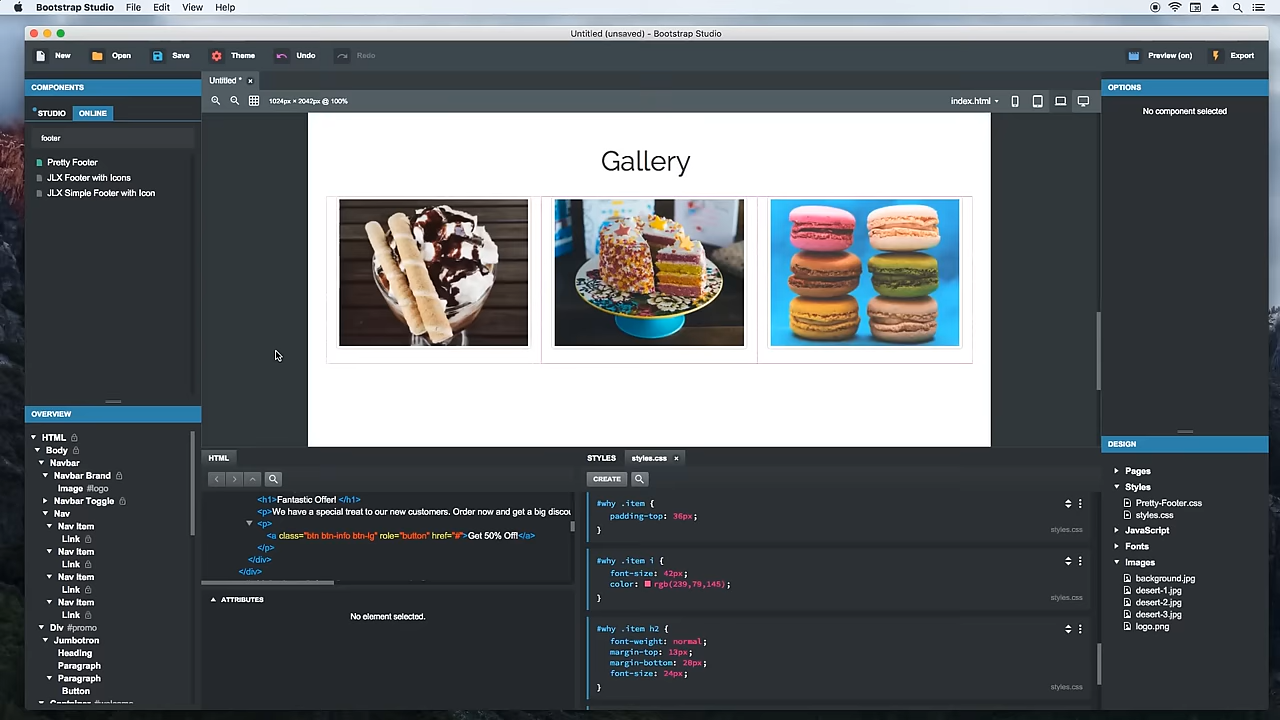 Bootstrap Studio File Edit View Help
Untitled (unsaved) - Bootstrap Studio
New Open Save Theme Undo Redo Preview (on) Export
COMPONENTS
STUDIO ONLINE
footer
Pretty Footer
JLX Footer with Icons
JLX Simple Footer with Icon
OVERVIEW
HTML
Body
Navbar
Navbar Brand
Image #logo
Navbar Toggle
Nav
Nav Item
Link
Nav Item
Link
Nav Item
Link
Nav Item
Link
Div #promo
Jumbotron
Heading
Paragraph
Paragraph
Button
Container #welcome
Untitled *
1024px × 2042px @ 100%
index.html
Gallery
HTML
<h1>Fantastic Offer! </h1>
<p>We have a special treat to our new customers. Order now and get a big discou
<p>
<a class="btn btn-info btn-lg" role="button" href="#">Get 50% Off!</a>
</p>
</div>
</div>
ATTRIBUTES
No element selected.
STYLES styles.css
CREATE
#why .item {
padding-top: 36px;
}
styles.css
#why .item i {
font-size: 42px;
color: rgb(239,79,145);
}
styles.css
#why .item h2 {
font-weight: normal;
margin-top: 13px;
margin-bottom: 20px;
font-size: 24px;
}
styles.css
OPTIONS
No component selected
DESIGN
Pages
Styles
Pretty-Footer.css
styles.css
JavaScript
Fonts
Images
background.jpg
desert-1.jpg
desert-2.jpg
desert-3.jpg
logo.png